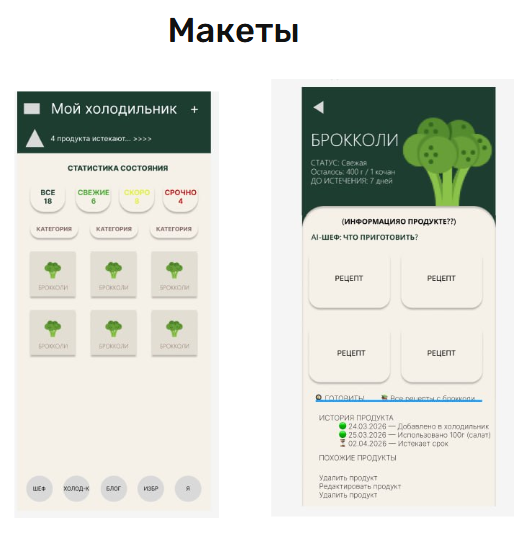 Макеты
Мой холодильник +
4 продукта истекают... >>>>
СТАТИСТИКА СОСТОЯНИЯ
ВСЕ СВЕЖИЕ СКОРО СРОЧНО
18 6 8 4
КАТЕГОРИЯ КАТЕГОРИЯ КАТЕГОРИЯ
БРОККОЛИ БРОККОЛИ БРОККОЛИ
БРОККОЛИ БРОККОЛИ БРОККОЛИ
ШЕФ ХОЛОД-К БЛОГ ИЗБР Я
БРОККОЛИ
СТАТУС: Свежая
Осталось: 400 г / 1 кочан
ДО ИСТЕЧЕНИЯ: 7 дней
(ИНФОРМАЦИЯО ПРОДУКТЕ??)
AI-ШЕФ: ЧТО ПРИГОТОВИТЬ?
РЕЦЕПТ РЕЦЕПТ
РЕЦЕПТ РЕЦЕПТ
ГОТОВИТЬ Все рецепты с брокколи
ИСТОРИЯ ПРОДУКТА
24.03.2026 — Добавлено в холодильник
25.03.2026 — Использовано 100г (салат)
02.04.2026 — Истекает срок
ПОХОЖИЕ ПРОДУКТЫ
Удалить продукт
Редактировать продукт
Удалить продукт